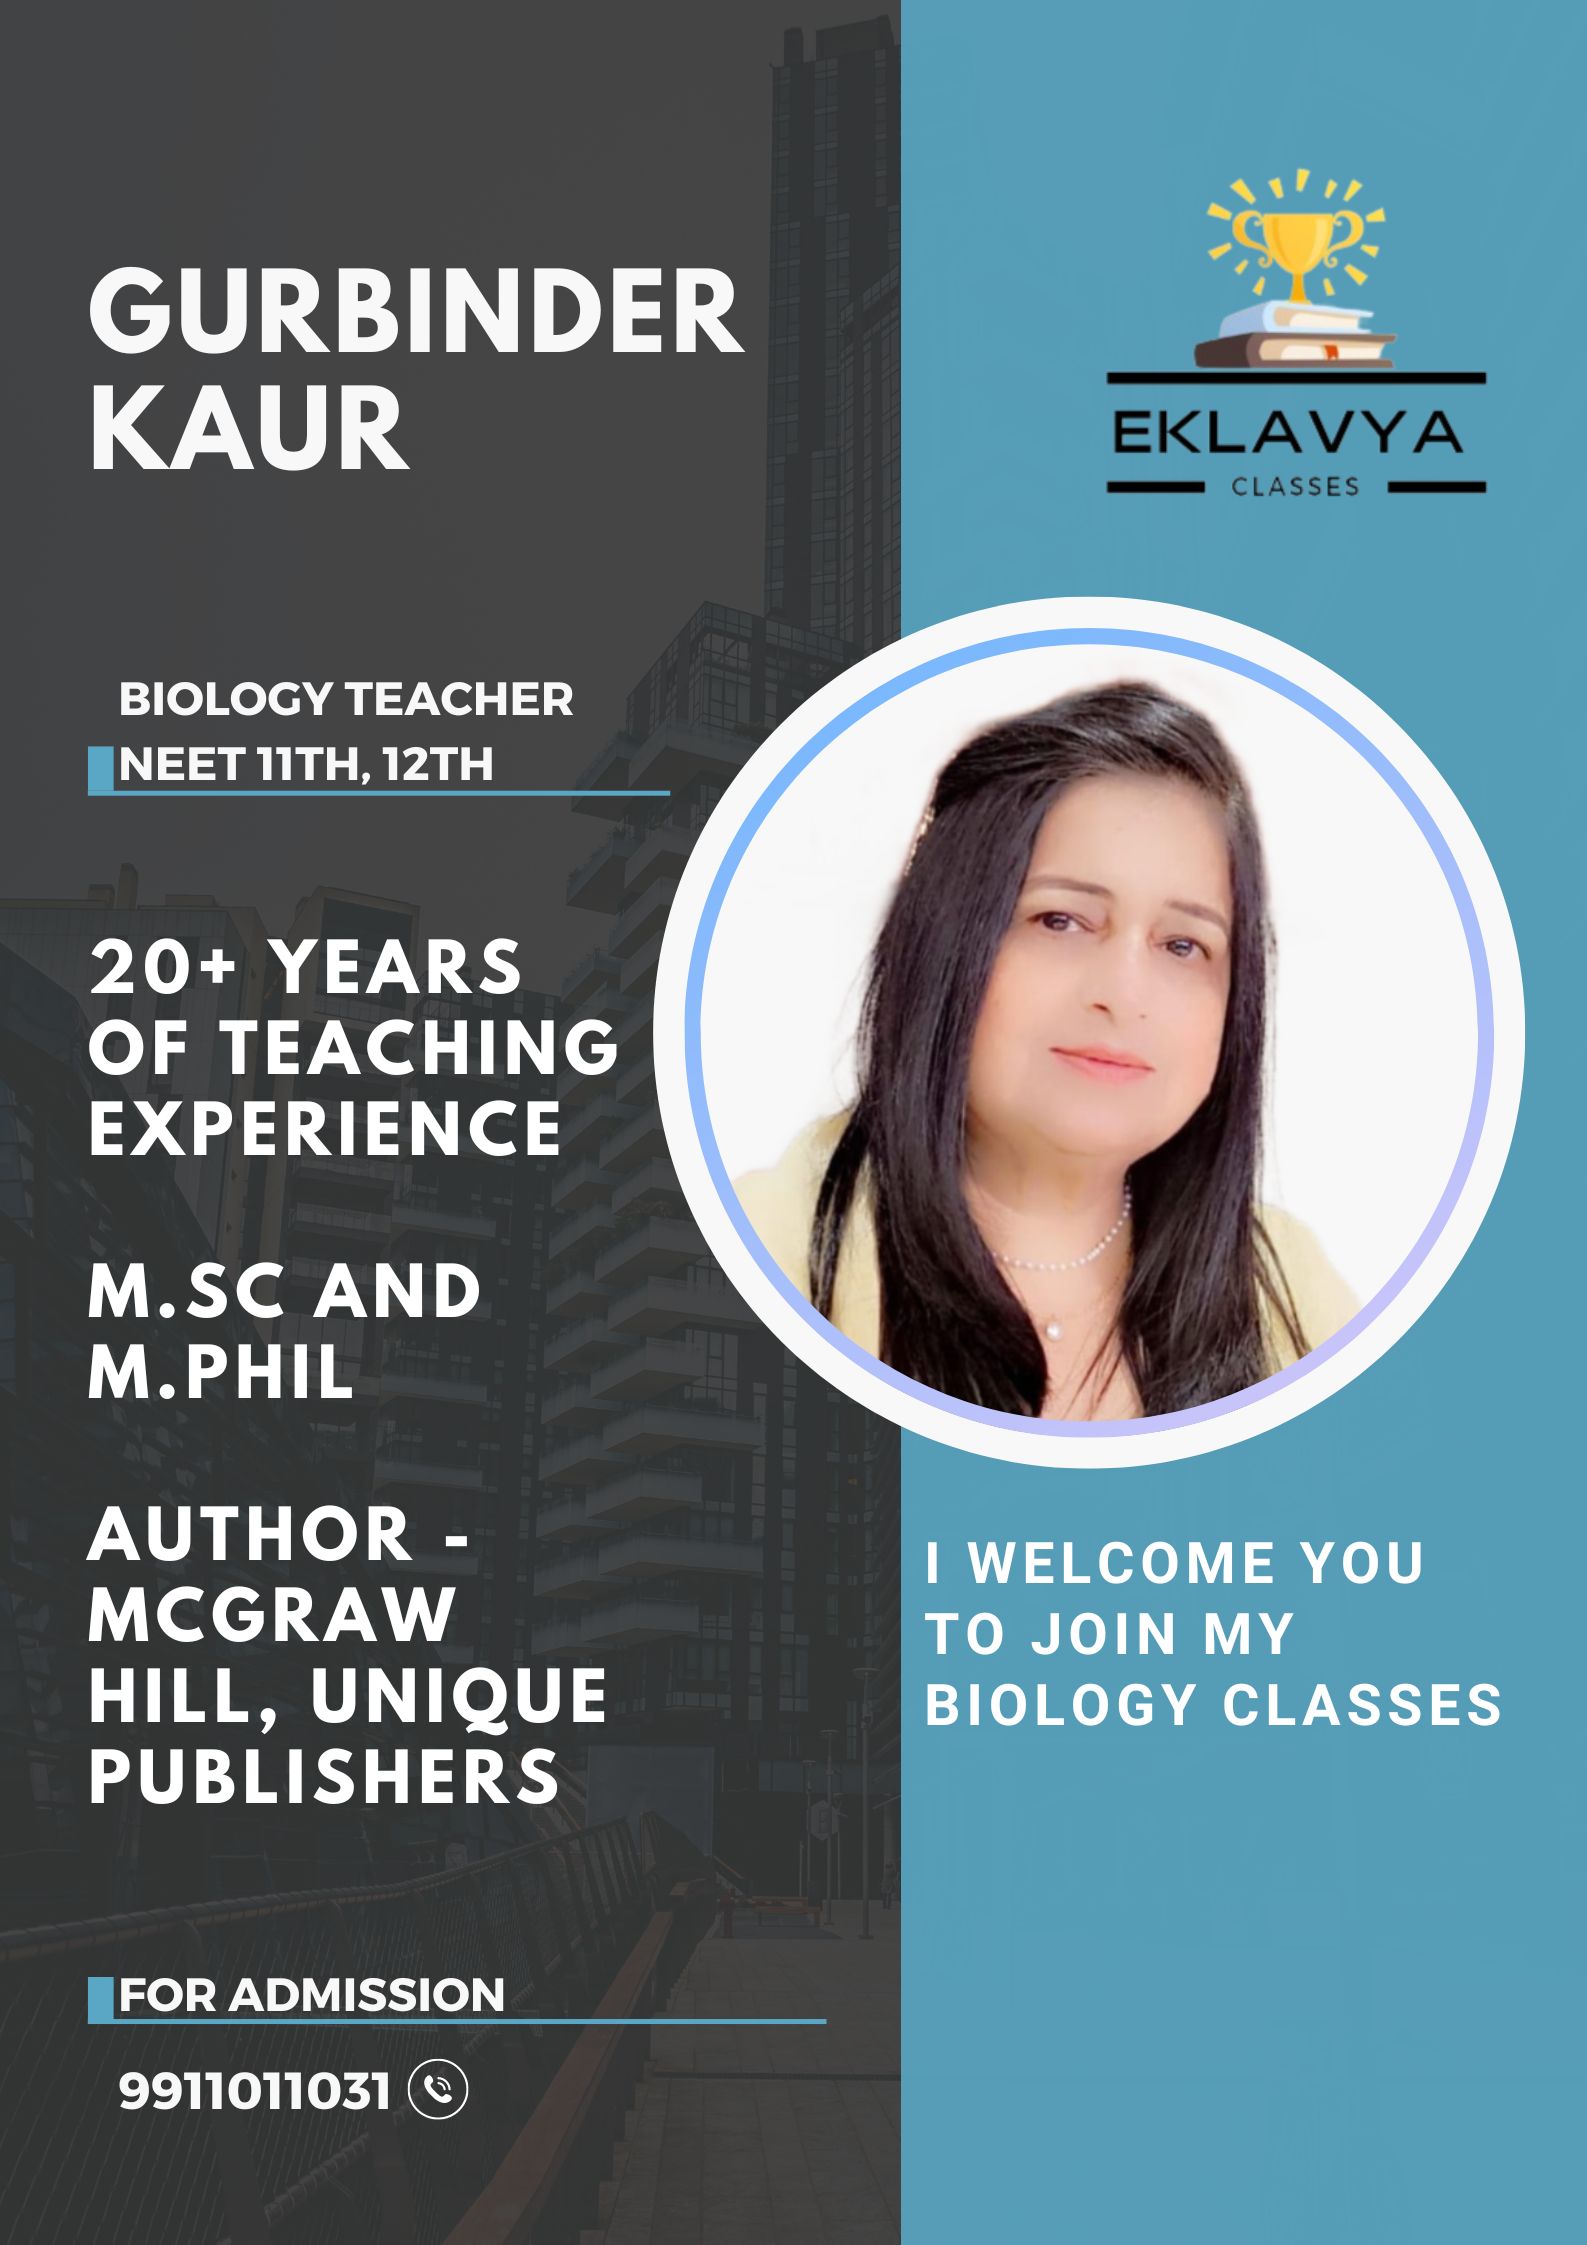 GURBINDER
KAUR
EKLAVYA
CLASSES
BIOLOGY TEACHER
NEET 11TH, 12TH
20+ YEARS
OF TEACHING
EXPERIENCE
M.SC AND
M.PHIL
AUTHOR -
MCGRAW
HILL, UNIQUE
PUBLISHERS
I WELCOME YOU
TO JOIN MY
BIOLOGY CLASSES
FOR ADMISSION
9911011031